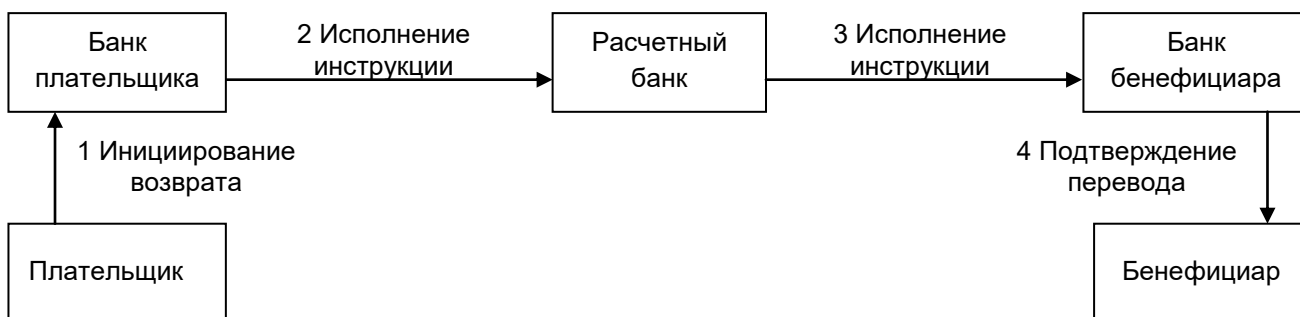 Банк
плательщика
2 Исполнение
инструкции
Расчетный
банк
3 Исполнение
инструкции
Банк
бенефициара
1 Инициирование
возврата
4 Подтверждение
перевода
Плательщик
Бенефициар